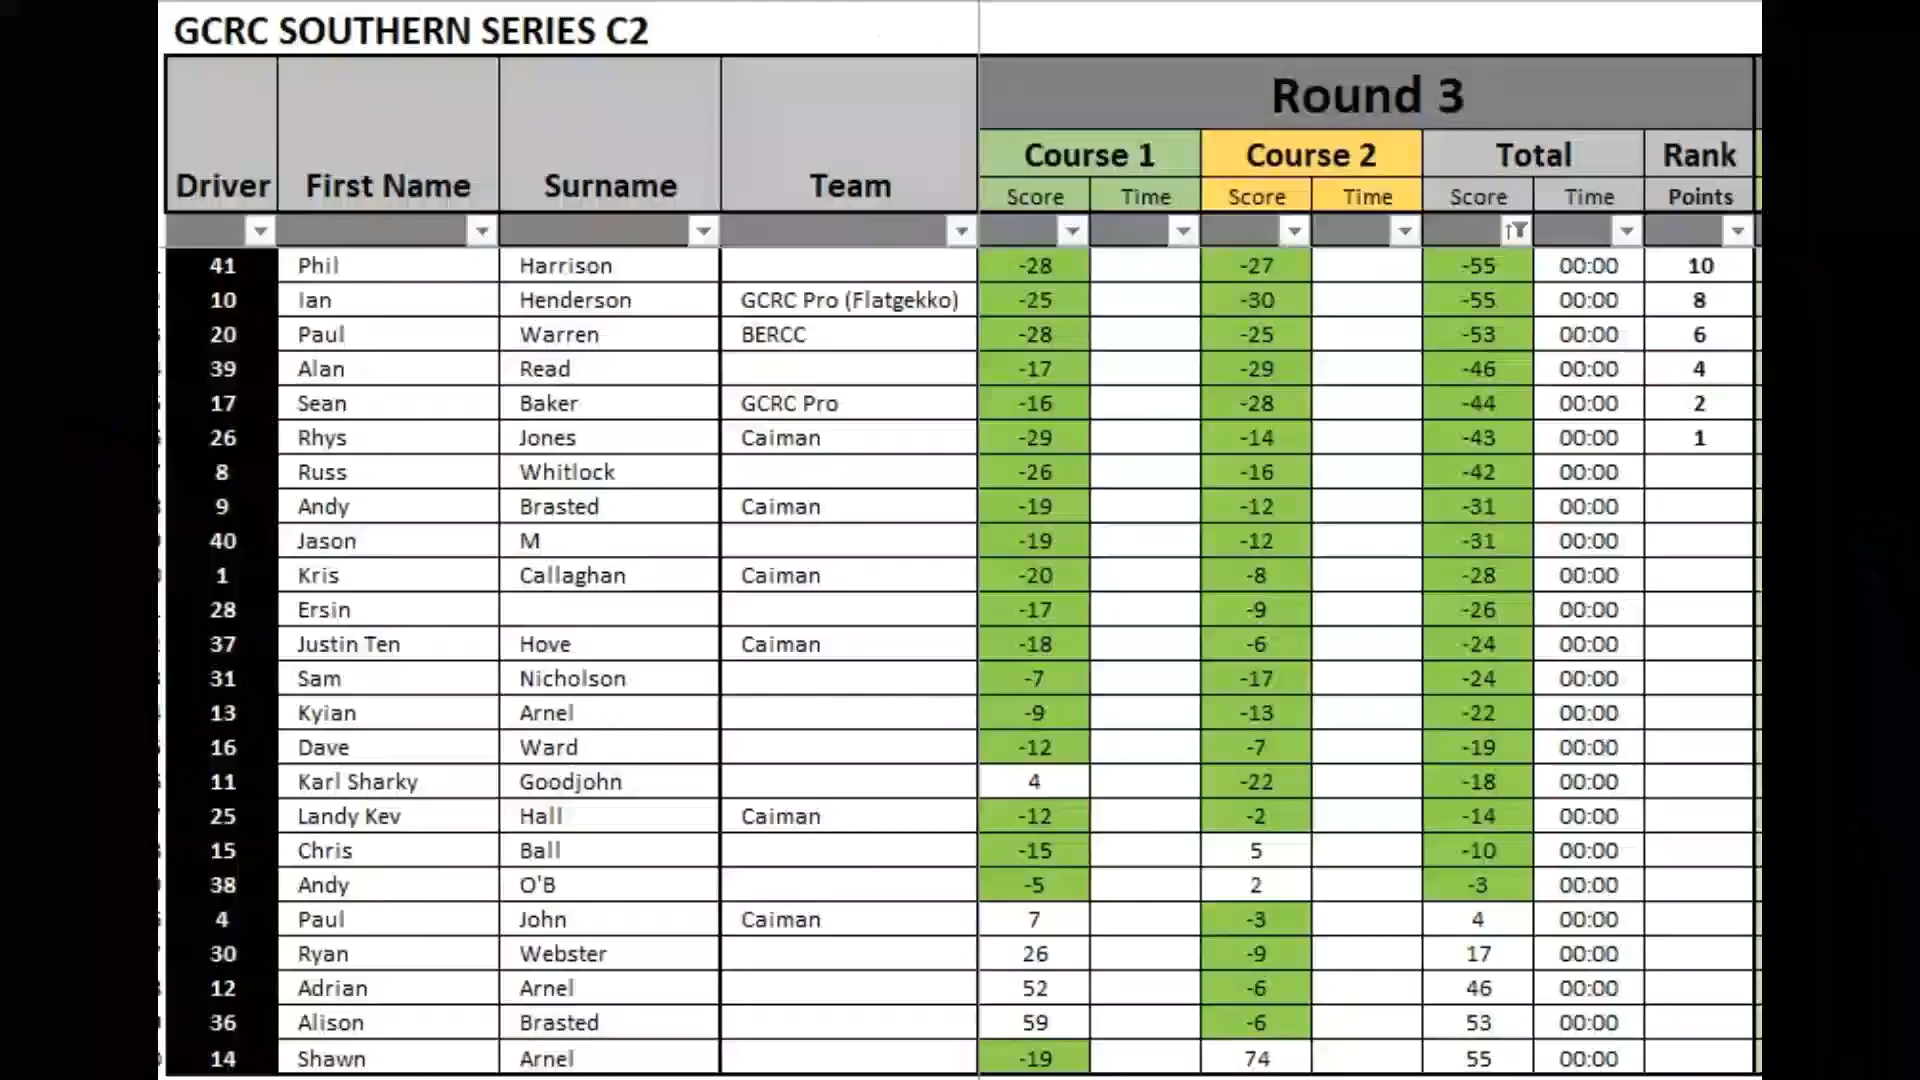 GCRC SOUTHERN SERIES C2
Round 3
Course 1 Course 2 Total Rank
Driver First Name Surname Team Score Time Score Time Score Time Points
41 Phil Harrison -28 -27 -55 00:00 10
10 Ian Henderson GCRC Pro (Flatgekko) -25 -30 -55 00:00 8
20 Paul Warren BERCC -28 -25 -53 00:00 6
39 Alan Read -17 -29 -46 00:00 4
17 Sean Baker GCRC Pro -16 -28 -44 00:00 2
26 Rhys Jones Caiman -29 -14 -43 00:00 1
8 Russ Whitlock -26 -16 -42 00:00
9 Andy Brasted Caiman -19 -12 -31 00:00
40 Jason M -19 -12 -31 00:00
1 Kris Callaghan Caiman -20 -8 -28 00:00
28 Ersin -17 -9 -26 00:00
37 Justin Ten Hove Caiman -18 -6 -24 00:00
31 Sam Nicholson -7 -17 -24 00:00
13 Kyian Arnel -9 -13 -22 00:00
16 Dave Ward -12 -7 -19 00:00
11 Karl Sharky Goodjohn 4 -22 -18 00:00
25 Landy Kev Hall Caiman -12 -2 -14 00:00
15 Chris Ball -15 5 -10 00:00
38 Andy O'B -5 2 -3 00:00
4 Paul John Caiman 7 -3 4 00:00
30 Ryan Webster 26 -9 17 00:00
12 Adrian Arnel 52 -6 46 00:00
36 Alison Brasted 59 -6 53 00:00
14 Shawn Arnel -19 74 55 00:00